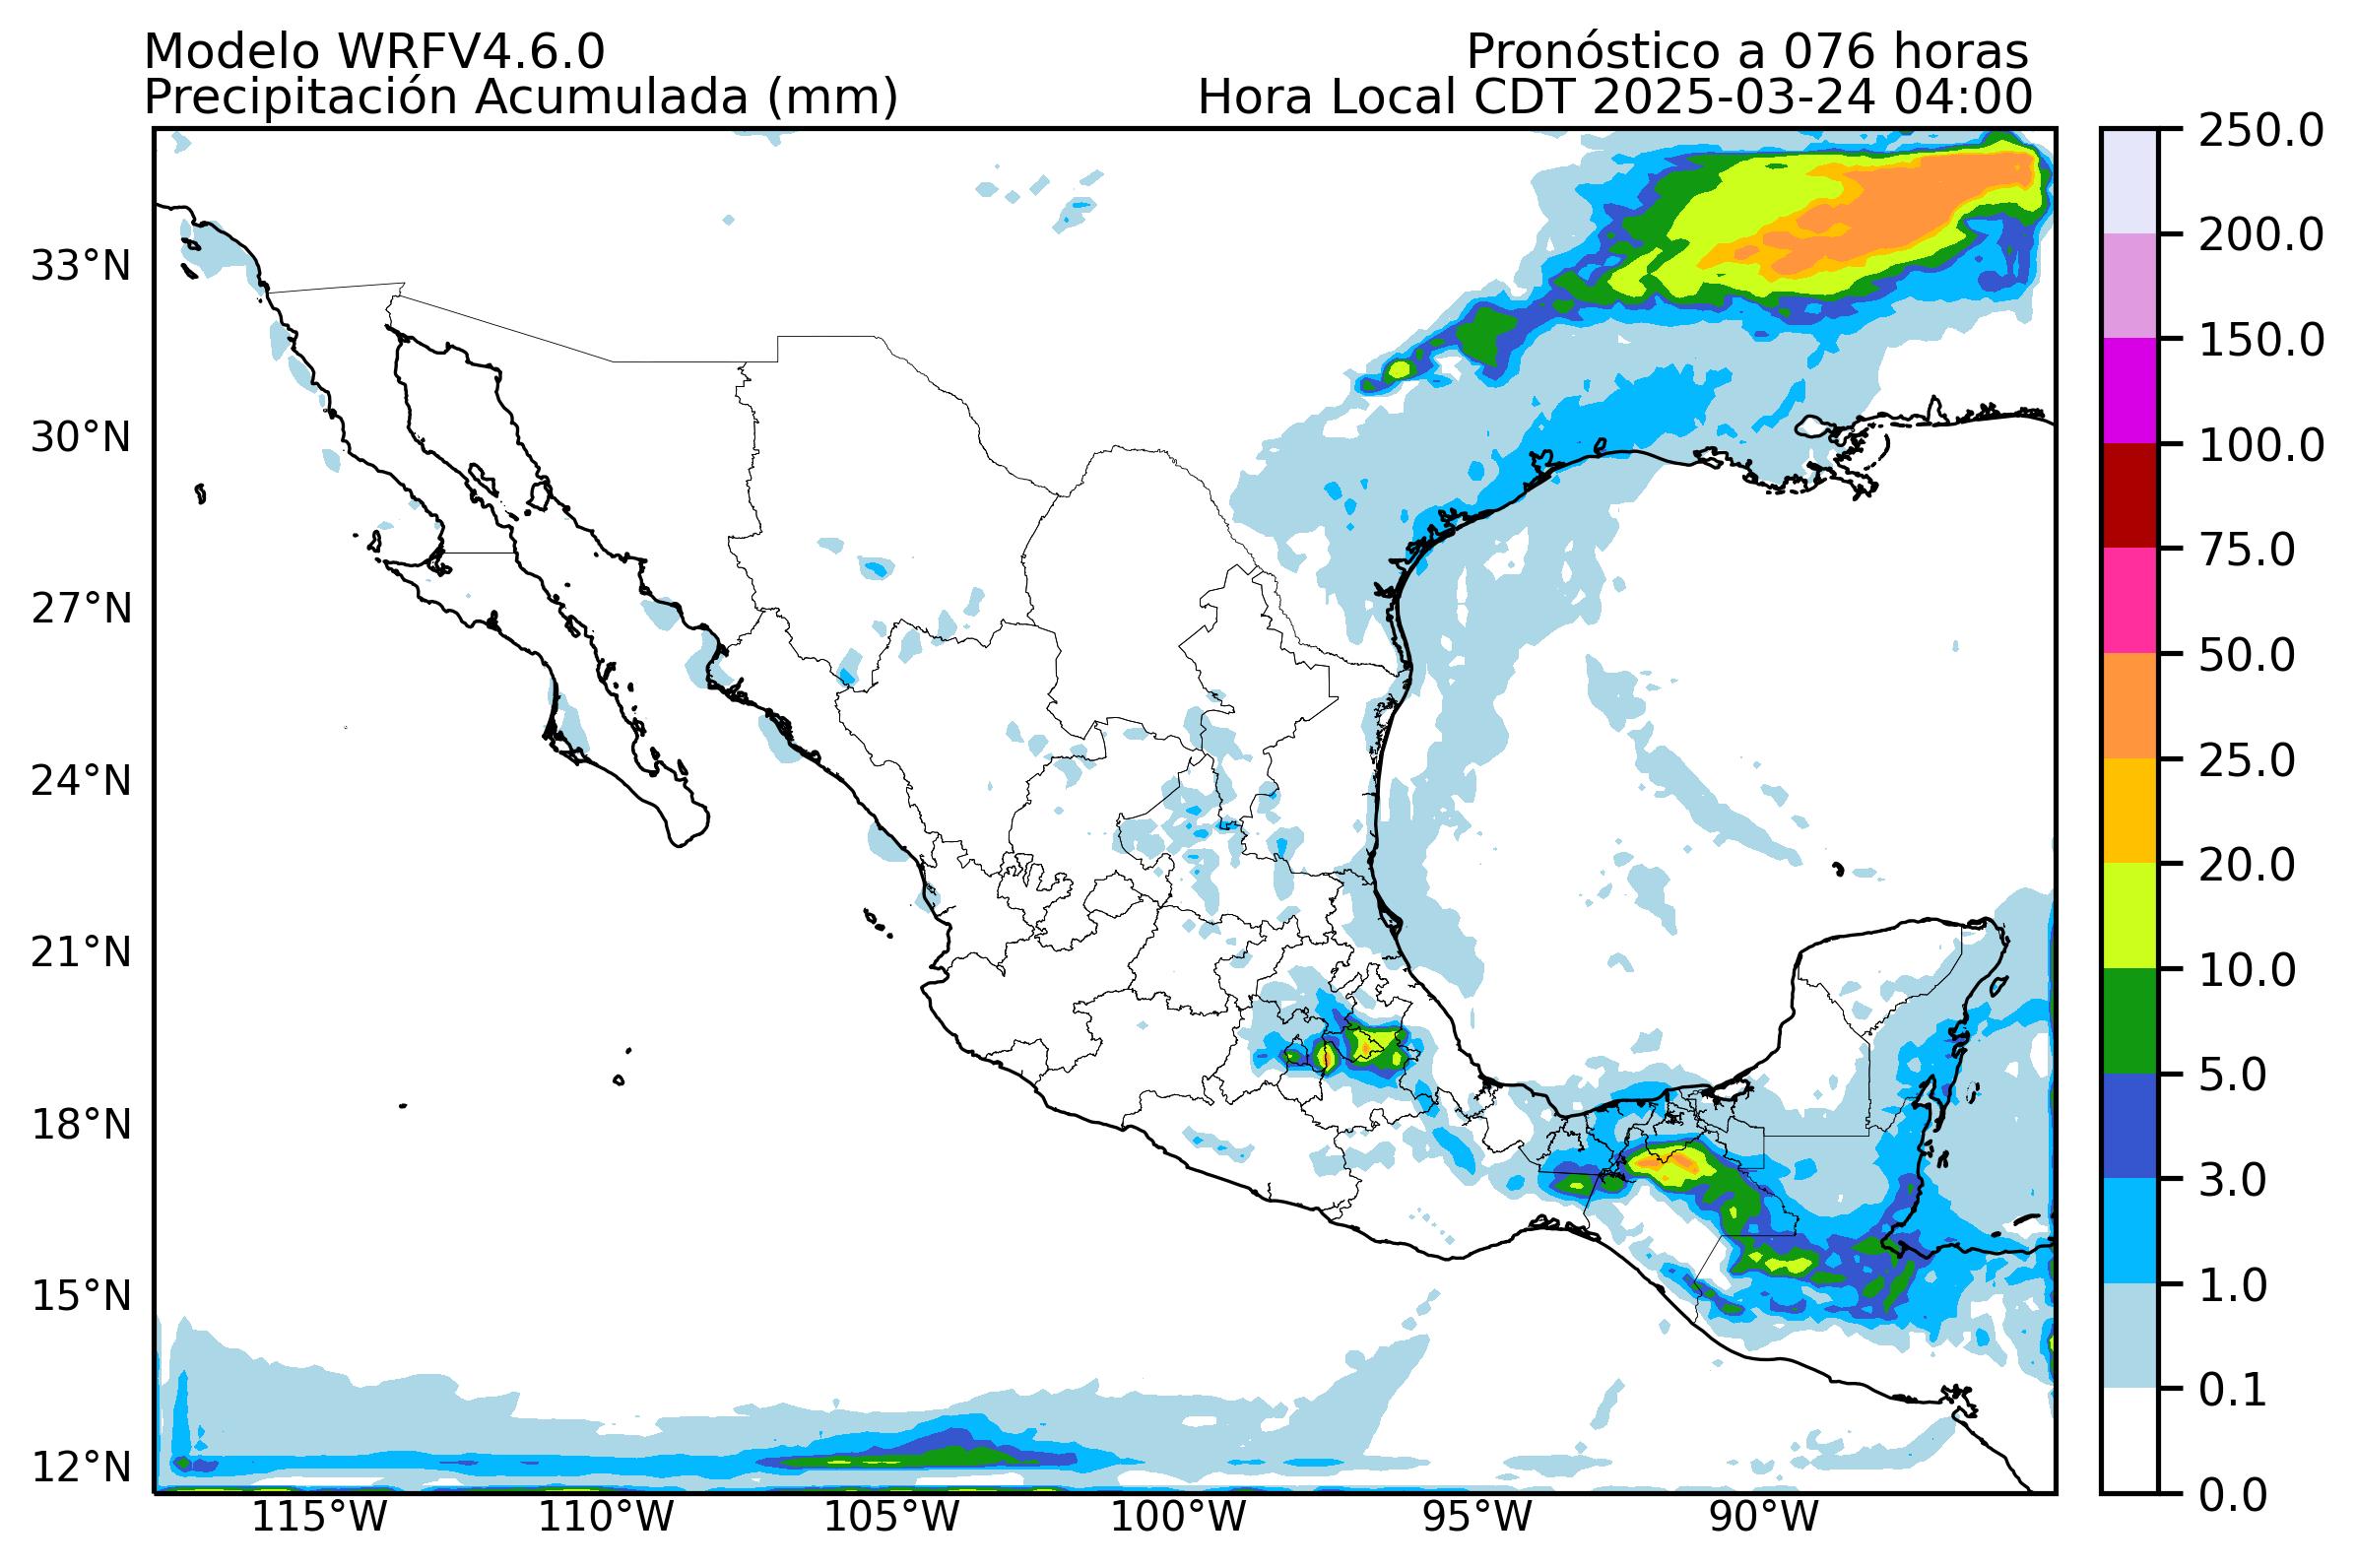 Modelo WRFV4.6.0
Pronóstico a 076 horas
Precipitación Acumulada (mm)
Hora Local CDT 2025-03-24 04:00
33°N
30°N
27°N
24°N
21°N
18°N
15°N
12°N
115°W
110°W
105°W
100°W
95°W
90°W
250.0
200.0
150.0
100.0
75.0
50.0
25.0
20.0
10.0
5.0
3.0
1.0
0.1
0.0